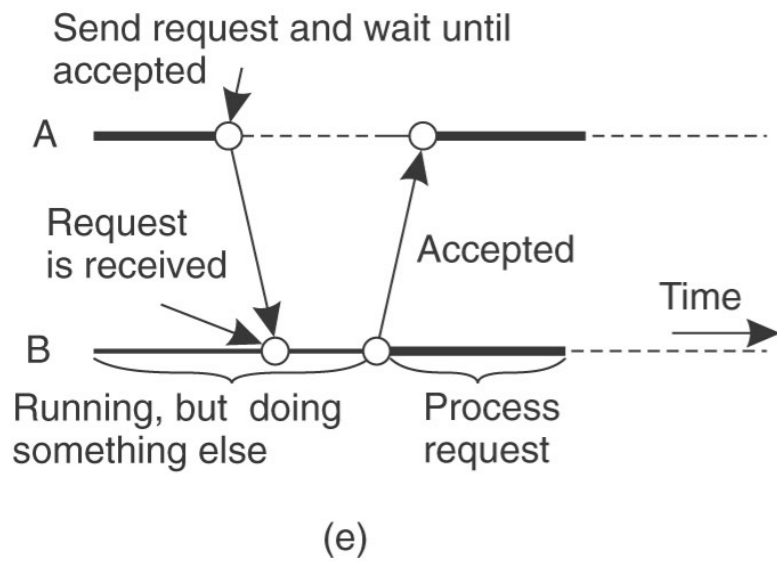 Send request and wait until
accepted
A
Request
is received
Accepted
Time
B
Running, but doing
something else
Process
request
(e)